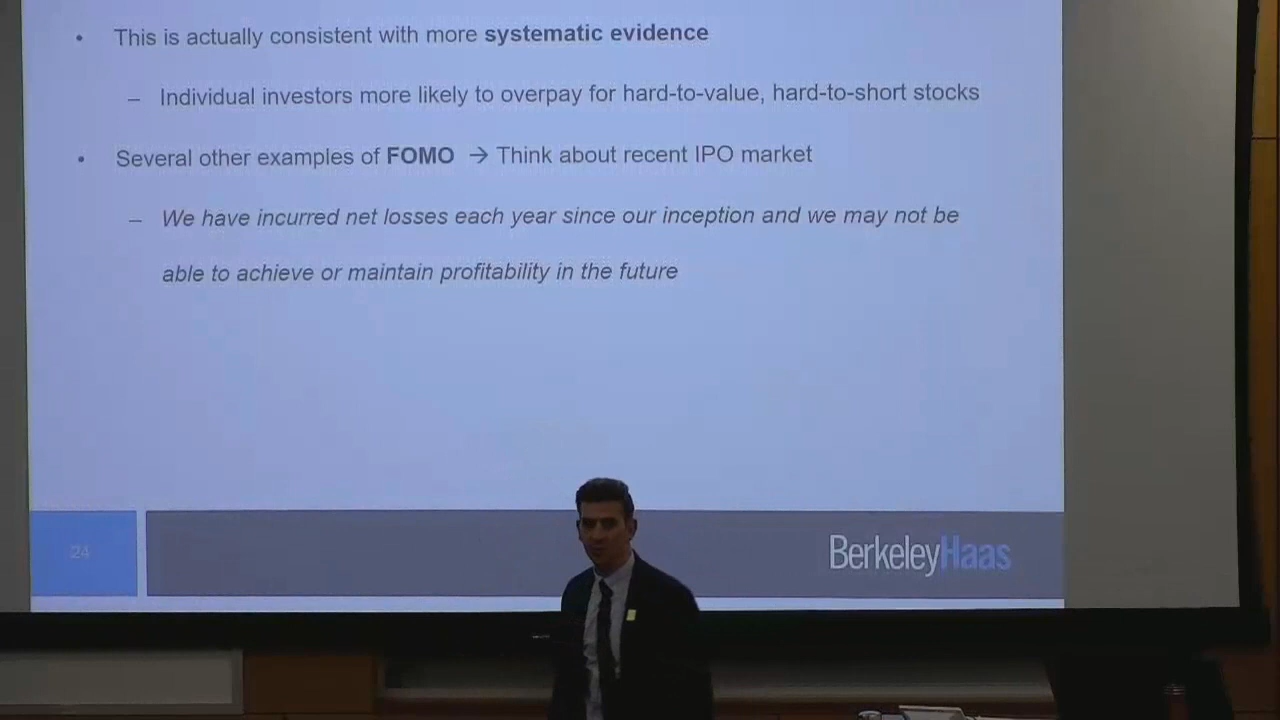 • This is actually consistent with more systematic evidence
– Individual investors more likely to overpay for hard-to-value, hard-to-short stocks
• Several other examples of FOMO → Think about recent IPO market
– We have incurred net losses each year since our inception and we may not be
able to achieve or maintain profitability in the future
24
BerkeleyHaas